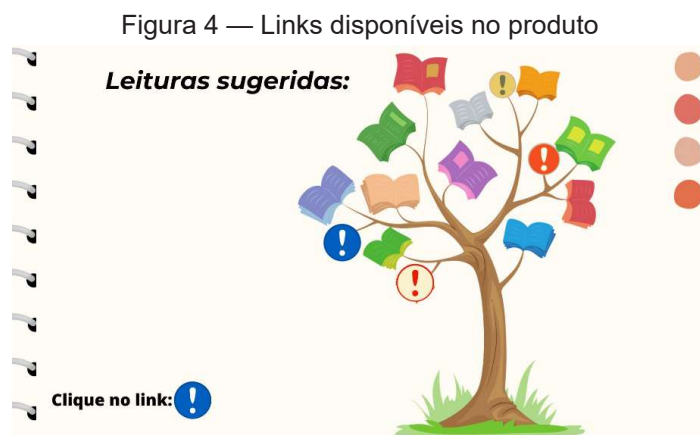 Figura 4 — Links disponíveis no produto
Leituras sugeridas:
Clique no link: